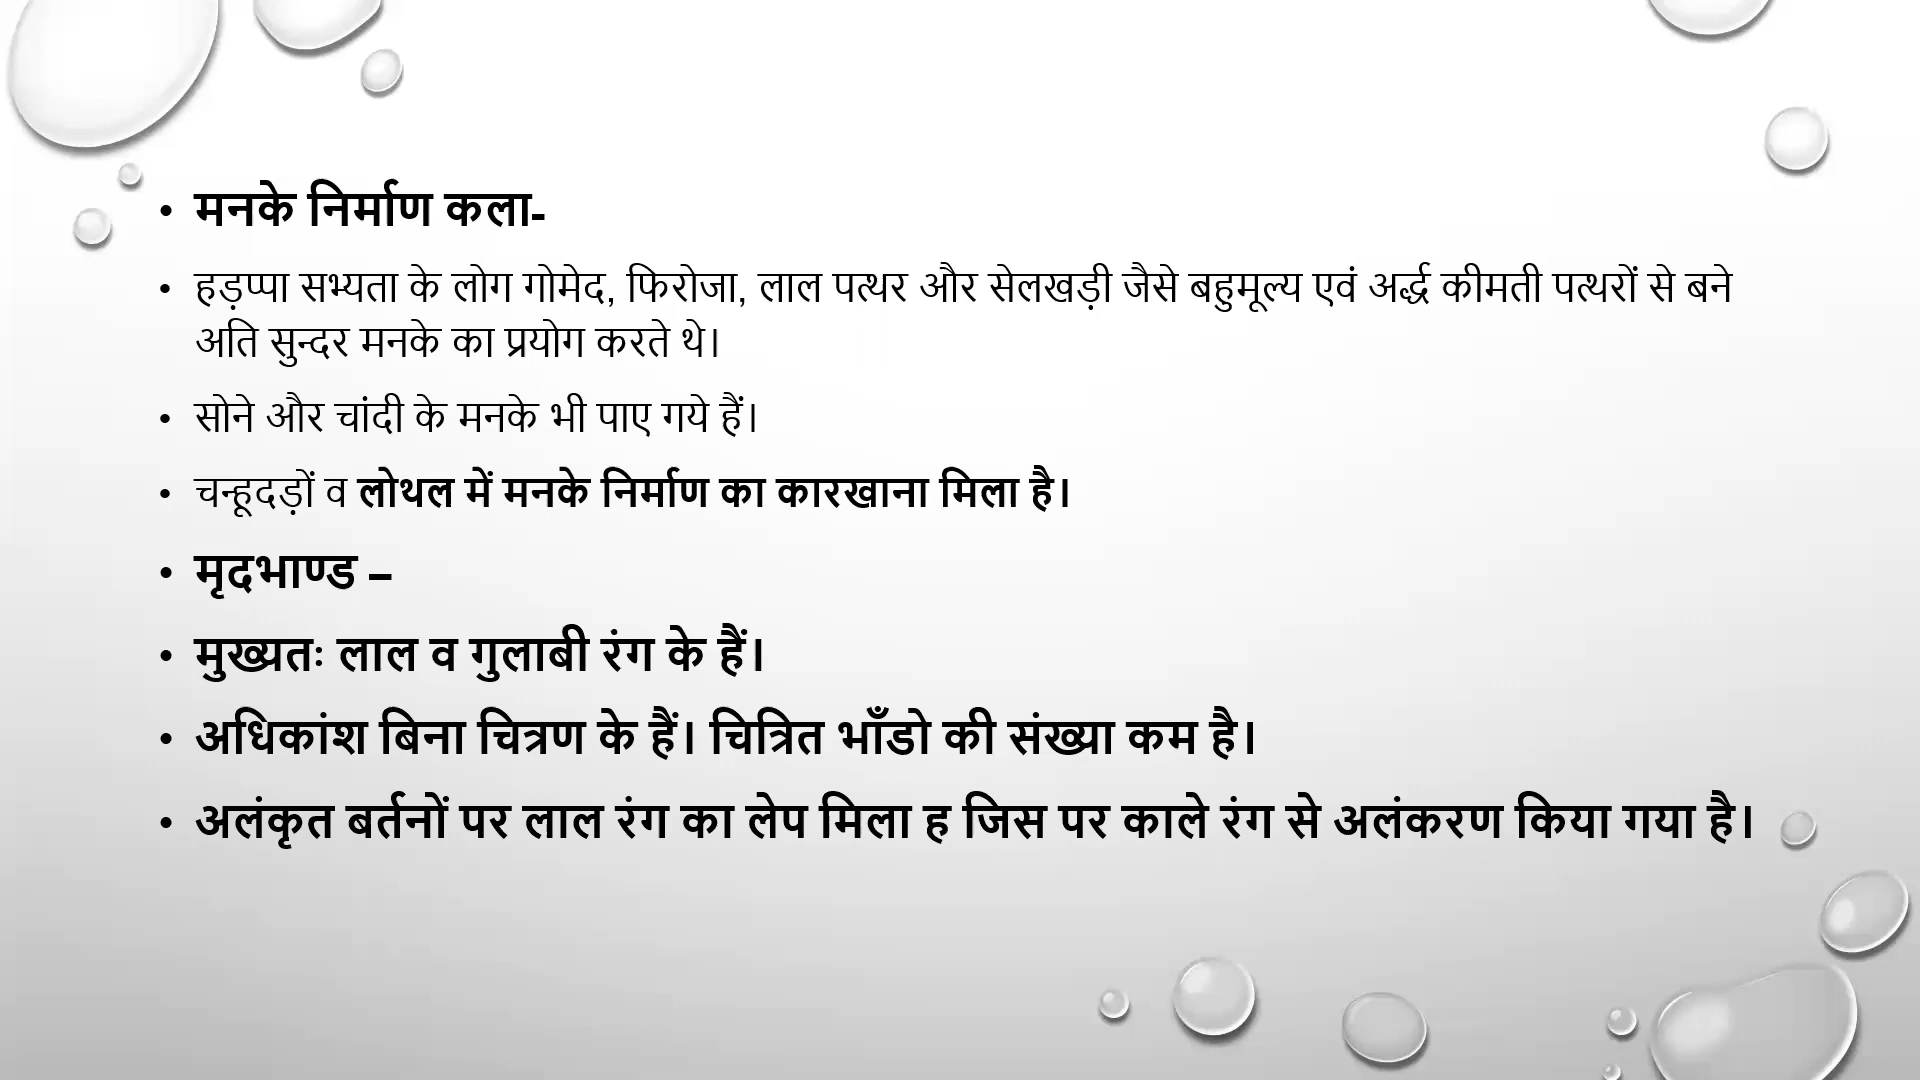 • मनके निर्माण कला-
• हड़प्पा सभ्यता के लोग गोमेद, फिरोजा, लाल पत्थर और सेलखड़ी जैसे बहुमूल्य एवं अर्द्ध कीमती पत्थरों से बने
अति सुन्दर मनके का प्रयोग करते थे।
• सोने और चांदी के मनके भी पाए गये हैं।
• चन्हूदड़ों व लोथल में मनके निर्माण का कारखाना मिला है।
• मृदभाण्ड –
• मुख्यतः लाल व गुलाबी रंग के हैं।
• अधिकांश बिना चित्रण के हैं। चित्रित भाँडो की संख्या कम है।
• अलंकृत बर्तनों पर लाल रंग का लेप मिला ह जिस पर काले रंग से अलंकरण किया गया है।